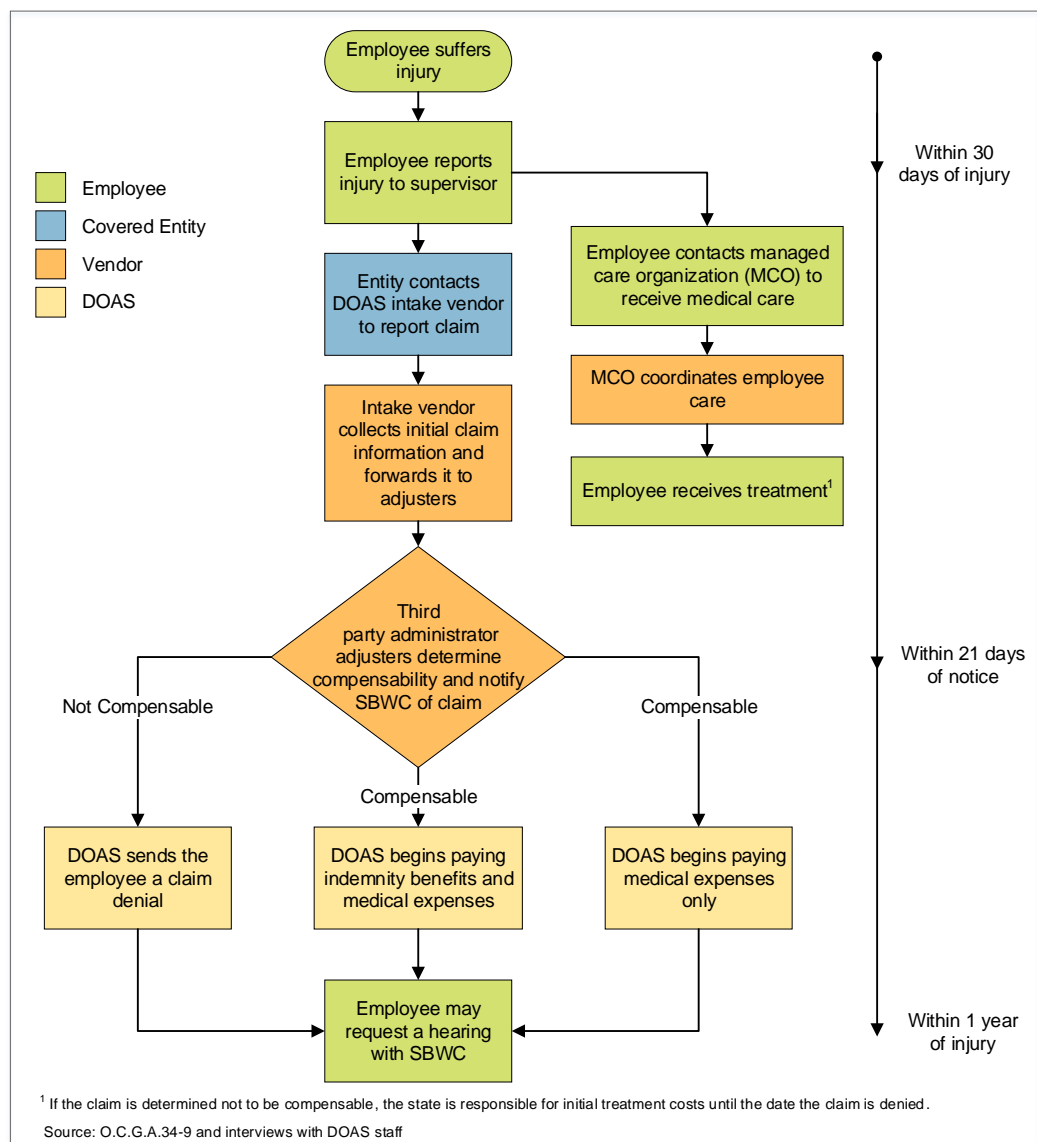 Employee suffers
injury
Within 30
days of injury
Employee reports
injury to supervisor
Employee
Covered Entity
Vendor
DOAS
Employee contacts managed
care organization (MCO) to
receive medical care
Entity contacts
DOAS intake vendor
to report claim
MCO coordinates employee
care
Intake vendor
collects initial claim
information and
forwards it to
adjusters
Employee receives treatment1
Third
party administrator
adjusters determine
compensability and notify
SBWC of claim
Within 21 days
of notice
Not Compensable
Compensable
Compensable
DOAS sends the
employee a claim
denial
DOAS begins paying
indemnity benefits and
medical expenses
DOAS begins paying
medical expenses
only
Employee may
request a hearing
with SBWC
Within 1 year
of injury
1 If the claim is determined not to be compensable, the state is responsible for initial treatment costs until the date the claim is denied.
Source: O.C.G.A.34-9 and interviews with DOAS staff